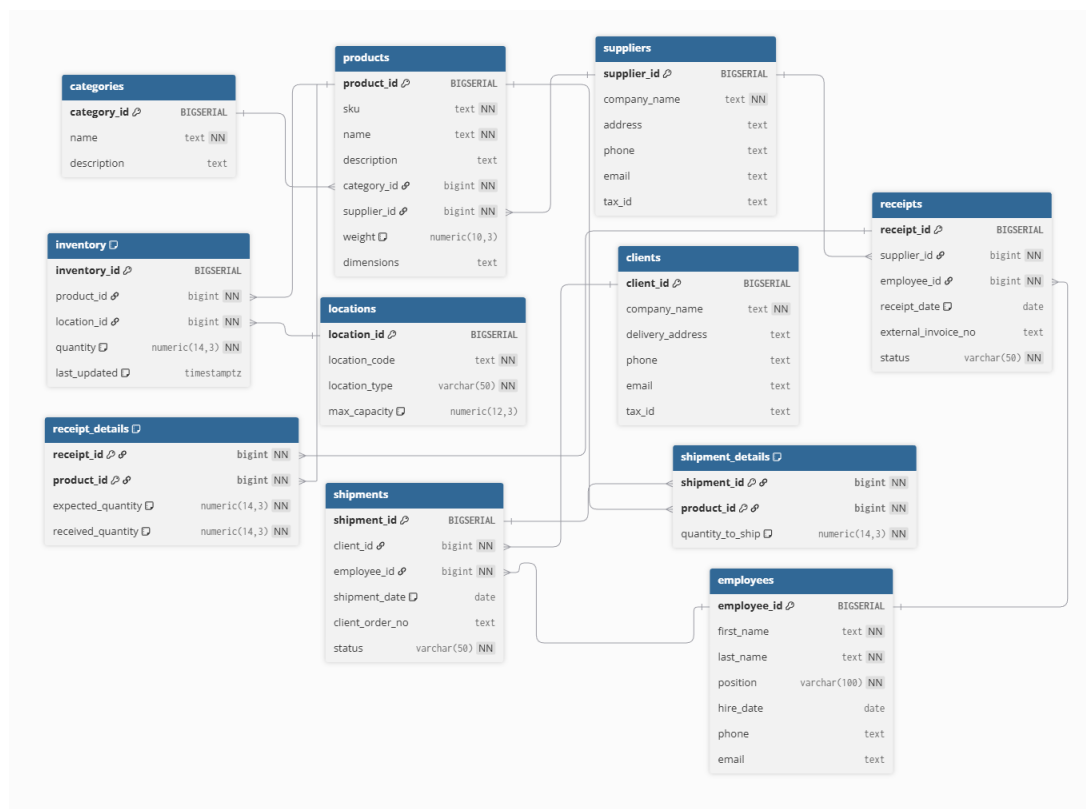 categories
category_id BIGSERIAL
name text NN
description text
products
product_id BIGSERIAL
sku text NN
name text NN
description text
category_id bigint NN
supplier_id bigint NN
weight numeric(10,3)
dimensions text
suppliers
supplier_id BIGSERIAL
company_name text NN
address text
phone text
email text
tax_id text
receipts
receipt_id BIGSERIAL
supplier_id bigint NN
employee_id bigint NN
receipt_date date
external_invoice_no text
status varchar(50) NN
inventory
inventory_id BIGSERIAL
product_id bigint NN
location_id bigint NN
quantity numeric(14,3) NN
last_updated timestamptz
locations
location_id BIGSERIAL
location_code text NN
location_type varchar(50) NN
max_capacity numeric(12,3)
clients
client_id BIGSERIAL
company_name text NN
delivery_address text
phone text
email text
tax_id text
receipt_details
receipt_id bigint NN
product_id bigint NN
expected_quantity numeric(14,3) NN
received_quantity numeric(14,3) NN
shipments
shipment_id BIGSERIAL
client_id bigint NN
employee_id bigint NN
shipment_date date
client_order_no text
status varchar(50) NN
shipment_details
shipment_id bigint NN
product_id bigint NN
quantity_to_ship numeric(14,3) NN
employees
employee_id BIGSERIAL
first_name text NN
last_name text NN
position varchar(100) NN
hire_date date
phone text
email text